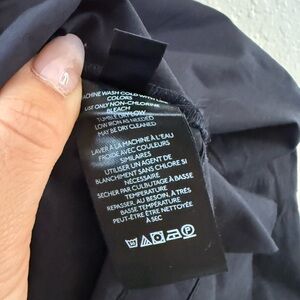 MACHINE WASH COLD WITH LIKE
COLORS
USE ONLY NON-CHLORINE
BLEACH
TUMBLE DRY LOW
LOW IRON AS NEEDED
MAY BE DRY CLEANED
LAVER À LA MACHINE À L'EAU
FROIDE AVEC COULEURS
SIMILAIRES
UTILISER UN AGENT DE
BLANCHIMENT SANS CHLORE SI
NÉCESSAIRE
SÉCHER PAR CULBUTAGE À BASSE
TEMPÉRATURE
REPASSER, AU BESOIN, À TRÈS
BASSE TEMPÉRATURE
PEUT-ÊTRE ÊTRE NETTOYÉE
À SEC